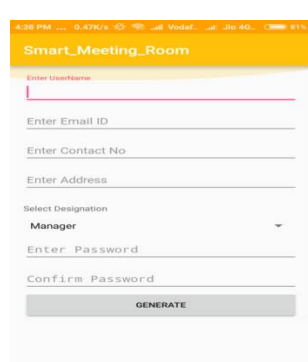 4:38 PM ... 0.47K/s Vodaf.. Jio 4G.. 81%
Smart_Meeting_Room
Enter UserName
Enter Email ID
Enter Contact No
Enter Address
Select Designation
Manager
Enter Password
Confirm Password
GENERATE